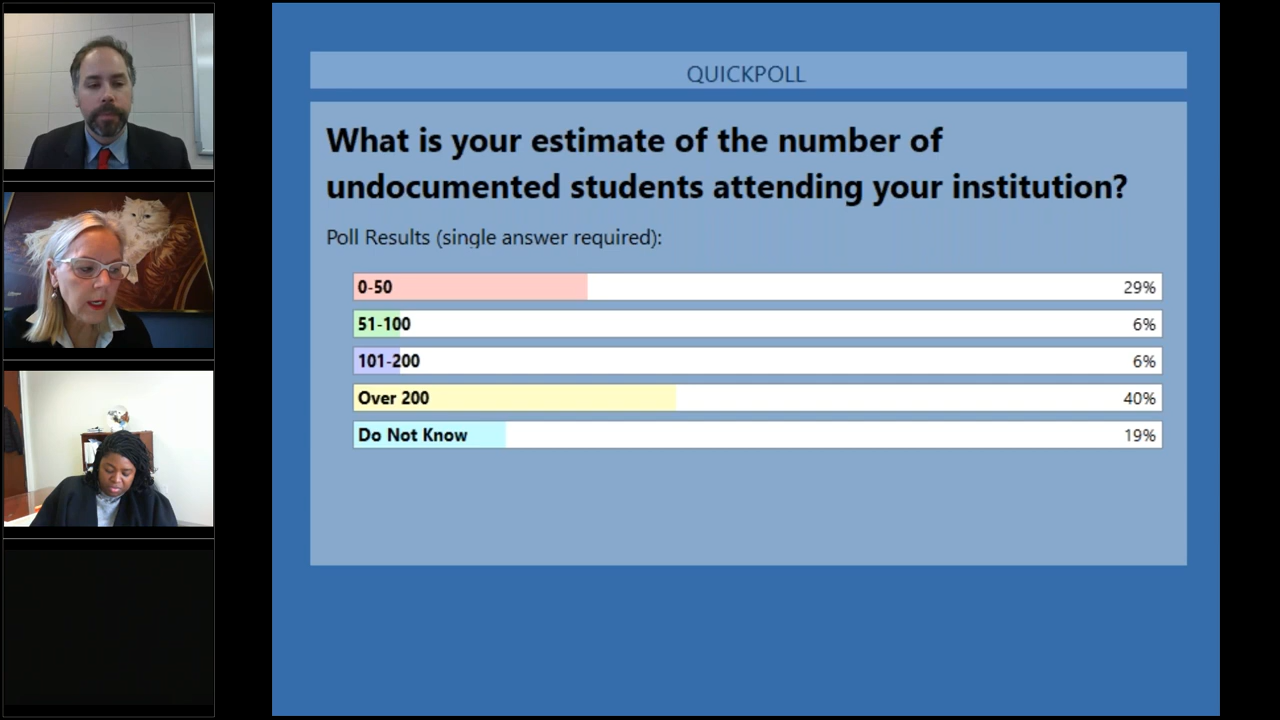 QUICKPOLL
What is your estimate of the number of
undocumented students attending your institution?
Poll Results (single answer required):
0-50 29%
51-100 6%
101-200 6%
Over 200 40%
Do Not Know 19%